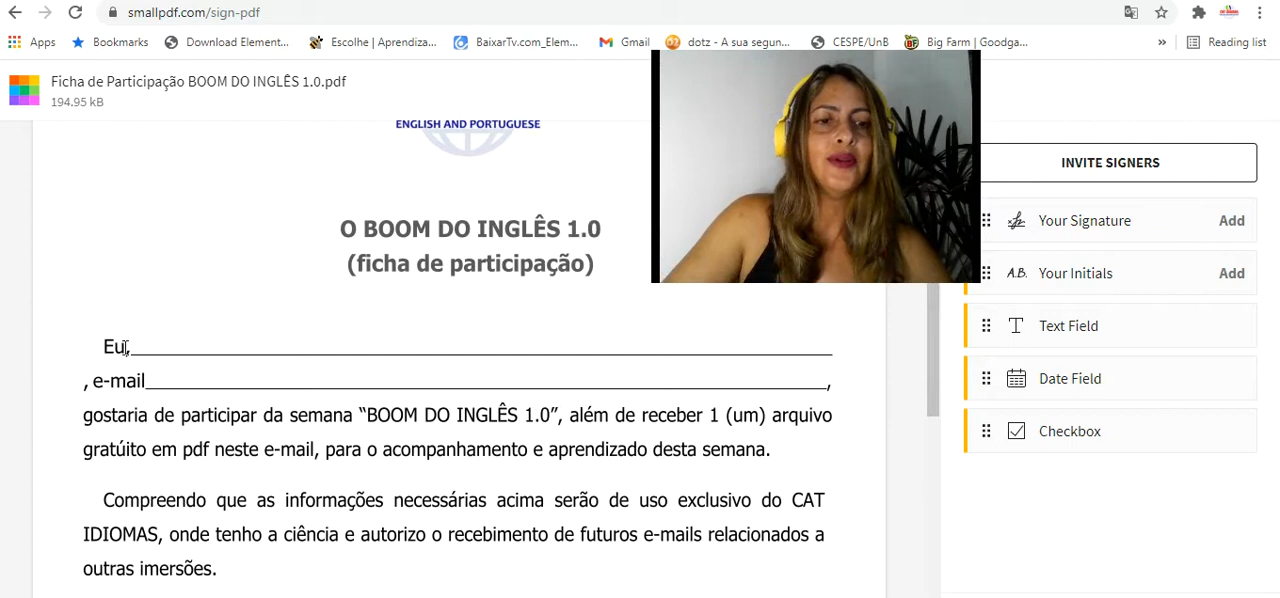 smallpdf.com/sign-pdf
Apps Bookmarks Download Element... Escolhe | Aprendiza... BaixarTv.com_Elem... Gmail dotz - A sua segun... CESPE/UnB Big Farm | Goodga... » Reading list
Ficha de Participação BOOM DO INGLÊS 1.0.pdf
194.95 kB
ENGLISH AND PORTUGUESE
O BOOM DO INGLÊS 1.0
(ficha de participação)
Eu,
, e-mail ,
gostaria de participar da semana “BOOM DO INGLÊS 1.0”, além de receber 1 (um) arquivo
gratúito em pdf neste e-mail, para o acompanhamento e aprendizado desta semana.
Compreendo que as informações necessárias acima serão de uso exclusivo do CAT
IDIOMAS, onde tenho a ciência e autorizo o recebimento de futuros e-mails relacionados a
outras imersões.
INVITE SIGNERS
Your Signature Add
A.B. Your Initials Add
Text Field
Date Field
Checkbox